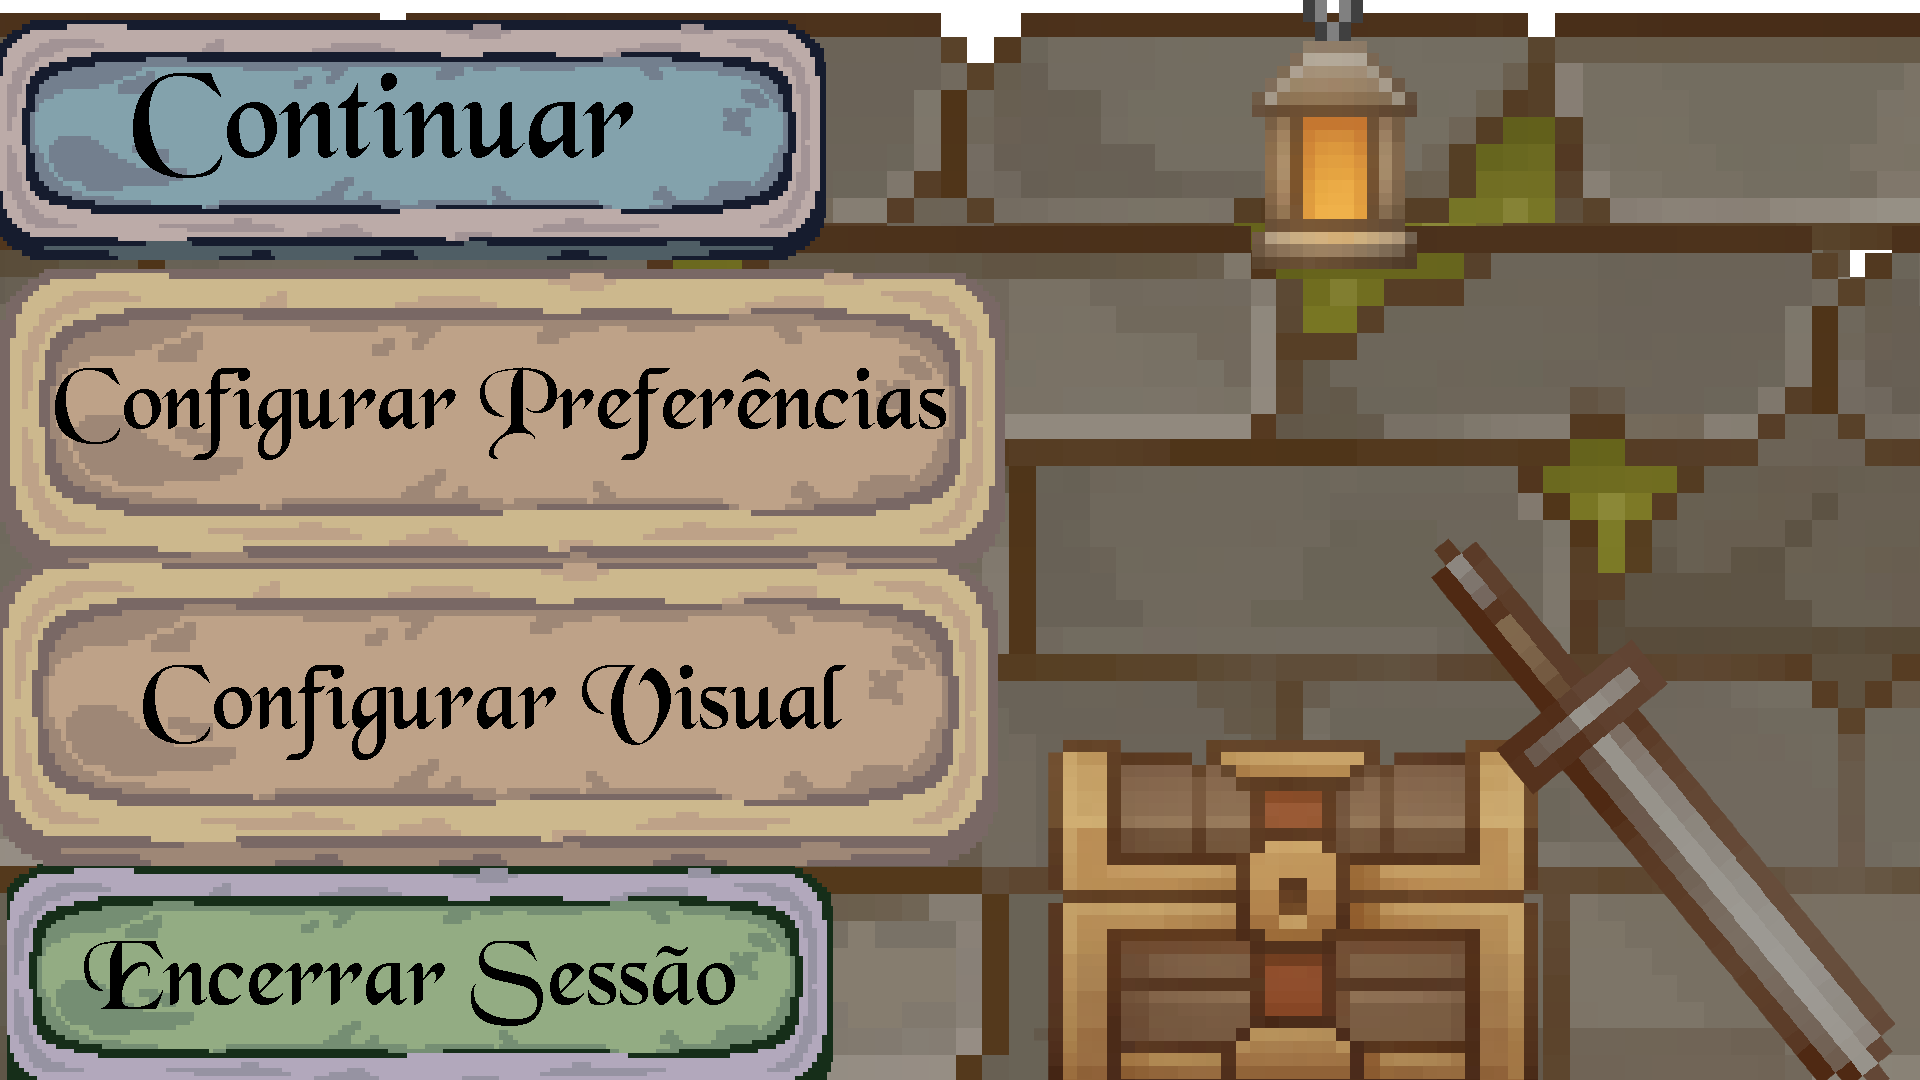 Continuar
Configurar Preferências
Configurar Visual
Encerrar Sessão